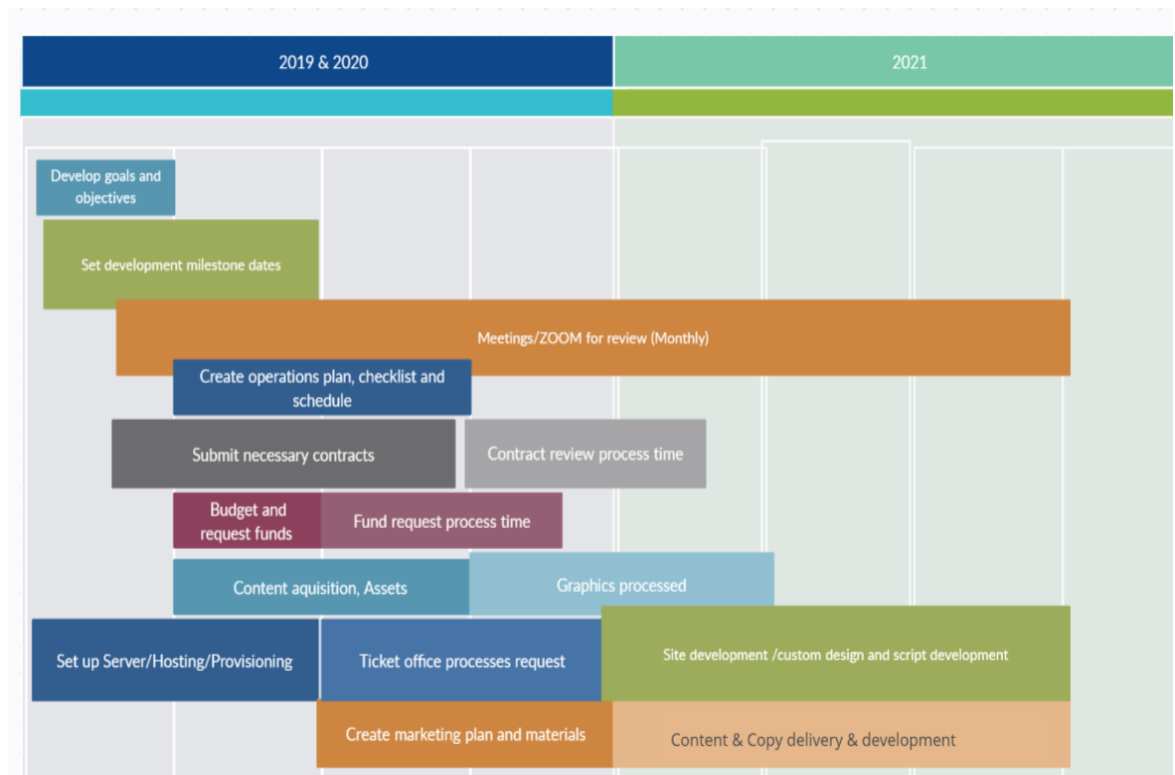 2019 & 2020
2021
Develop goals and
objectives
Set development milestone dates
Meetings/ZOOM for review (Monthly)
Create operations plan, checklist and
schedule
Submit necessary contracts
Contract review process time
Budget and
request funds
Fund request process time
Content aquisition, Assets
Graphics processed
Set up Server/Hosting/Provisioning
Ticket office processes request
Site development /custom design and script development
Create marketing plan and materials
Content & Copy delivery & development